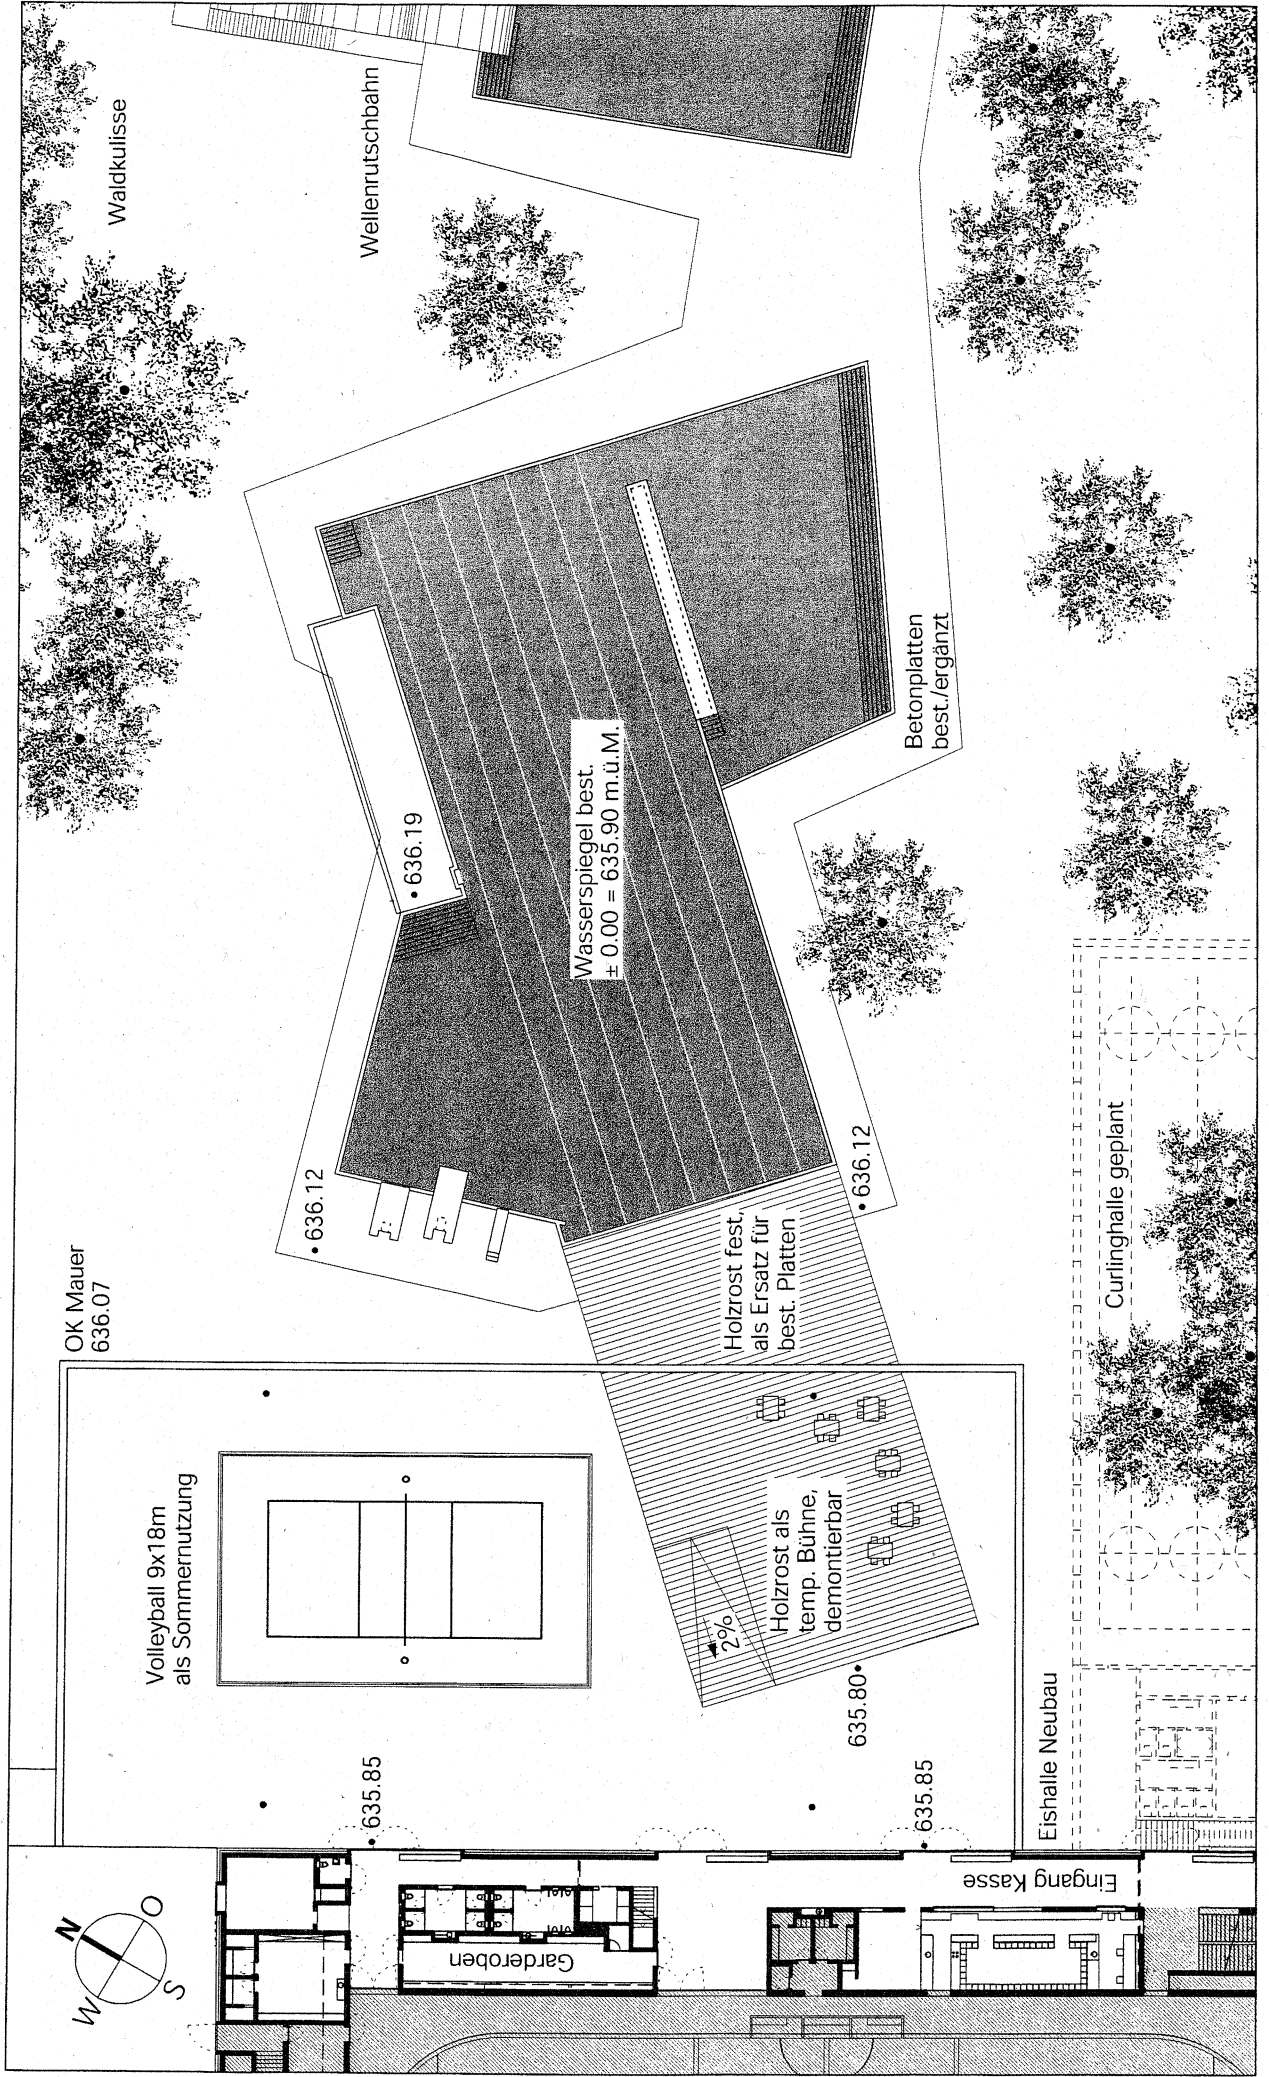 Waldkulisse
Wellenrutschbahn
636.19
Wasserspiegel best.
± 0.00 = 635.90 m.ü.M.
Betonplatten
best./ergänzt
636.12
636.12
OK Mauer
636.07
Holzrost fest,
als Ersatz für
best. Platten
Curlinghalle geplant
Volleyball 9x18m
als Sommernutzung
Holzrost als
temp. Bühne,
demontierbar
2%
635.80
635.85
635.85
Eishalle Neubau
N
O
S
W
Garderoben
Eingang Kasse